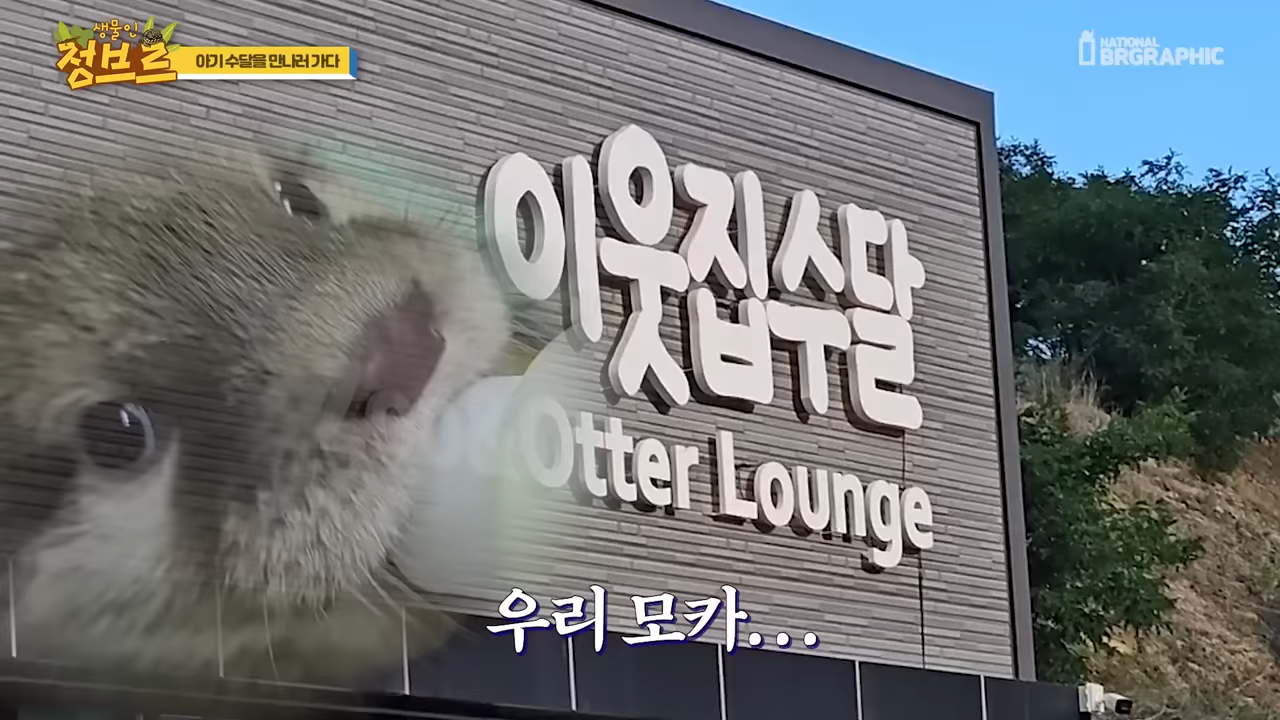 생물인
정브르
아기 수달을 만나러 가다
NATIONAL
BRGRAPHIC
이웃집수달
Otter Lounge
우리 모카...